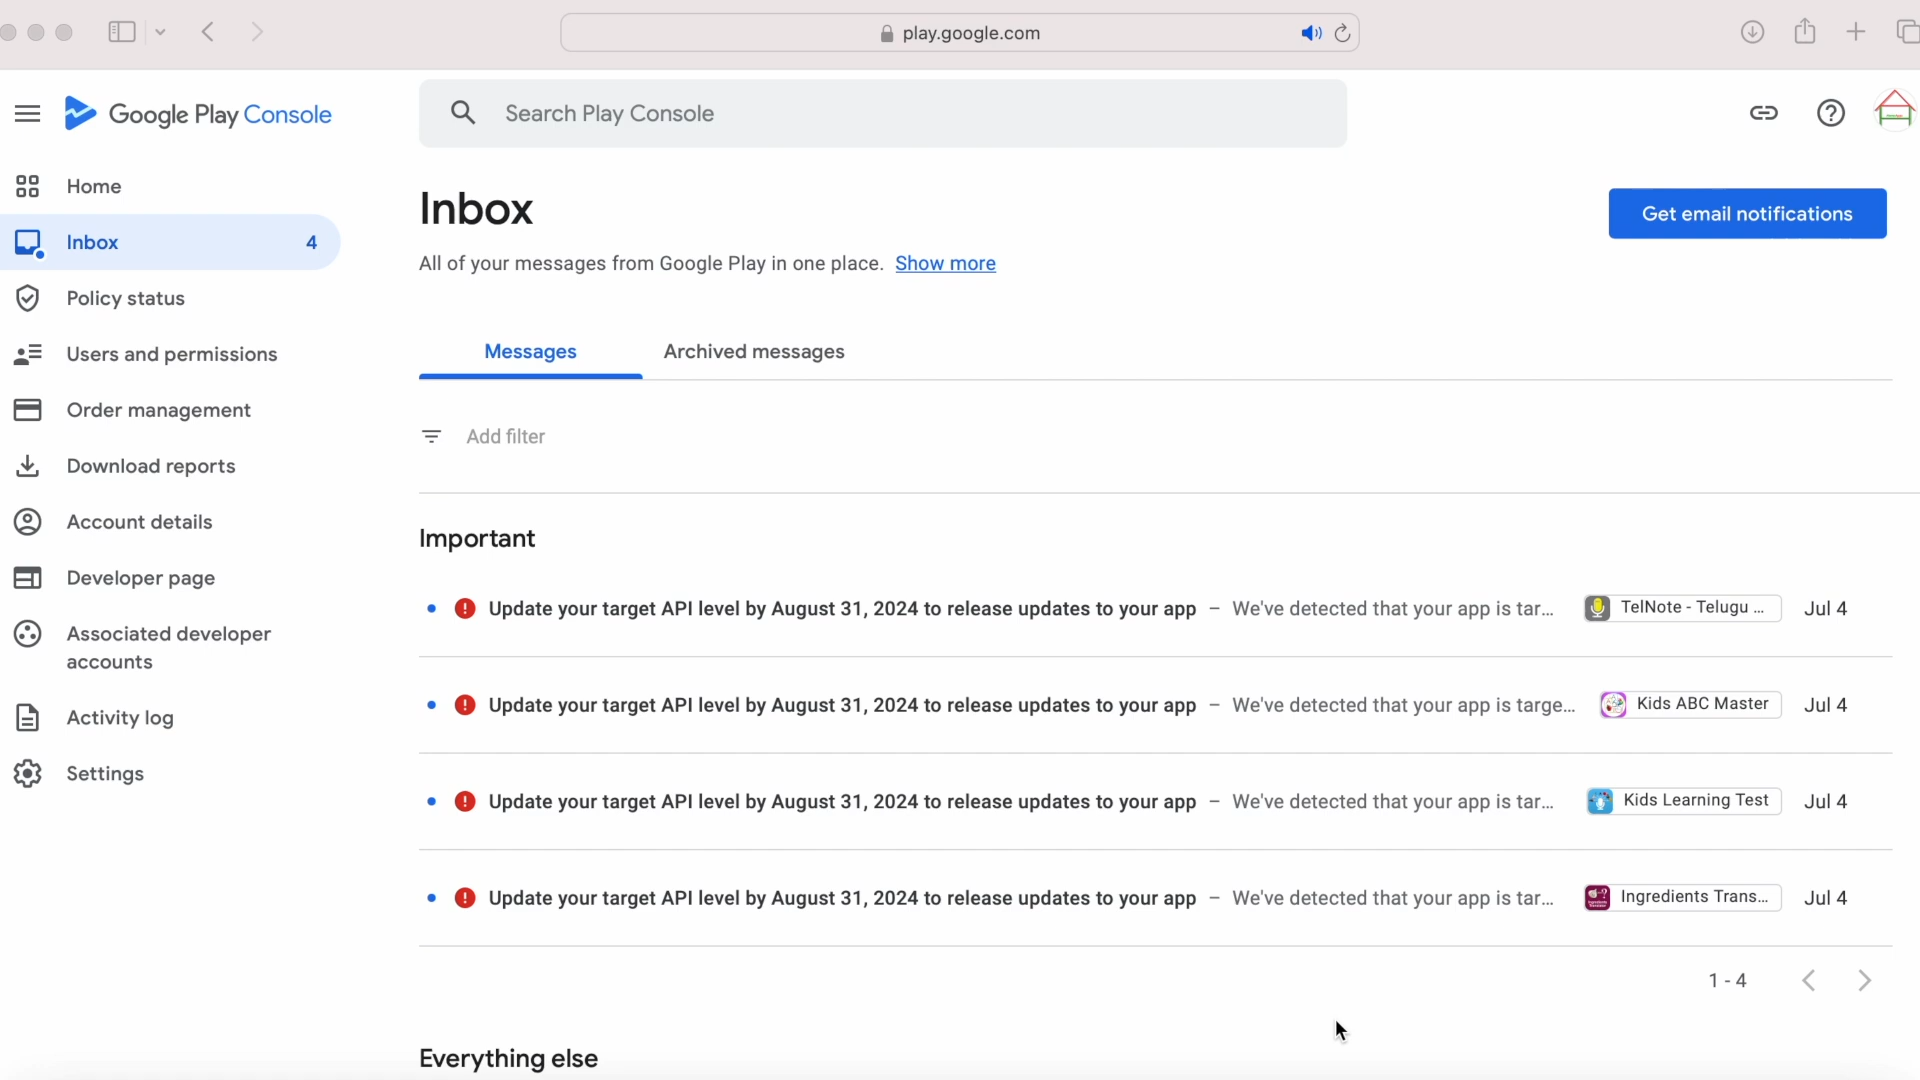 play.google.com
Google Play Console
Search Play Console
Home
Inbox 4
Policy status
Users and permissions
Order management
Download reports
Account details
Developer page
Associated developer
accounts
Activity log
Settings
Inbox
Get email notifications
All of your messages from Google Play in one place. Show more
Messages Archived messages
Add filter
Important
Update your target API level by August 31, 2024 to release updates to your app – We've detected that your app is tar... TelNote - Telugu ... Jul 4
Update your target API level by August 31, 2024 to release updates to your app – We've detected that your app is targe... Kids ABC Master Jul 4
Update your target API level by August 31, 2024 to release updates to your app – We've detected that your app is tar... Kids Learning Test Jul 4
Update your target API level by August 31, 2024 to release updates to your app – We've detected that your app is tar... Ingredients Trans... Jul 4
1 - 4
Everything else